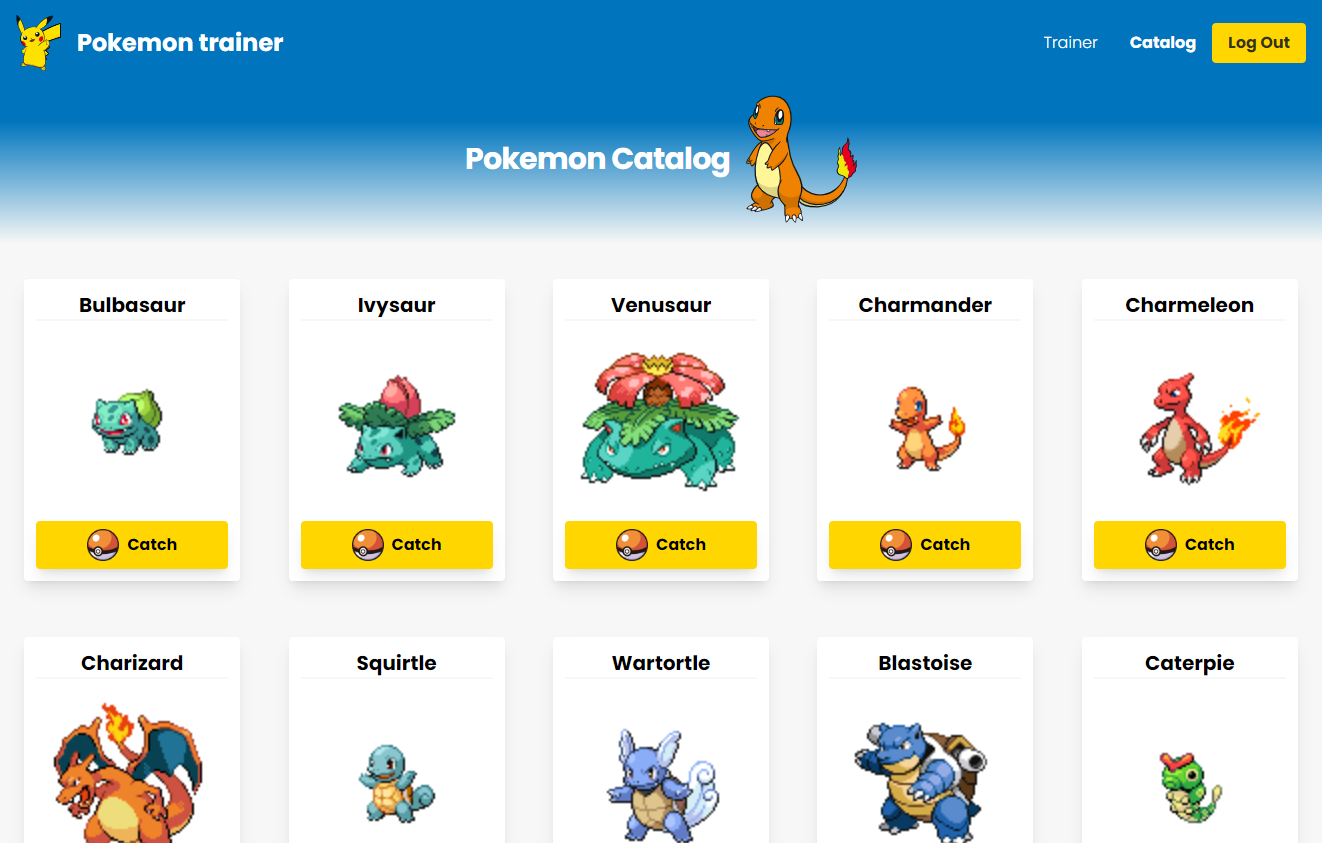 Pokemon trainer
Trainer
Catalog
Log Out
Pokemon Catalog
Bulbasaur
Ivysaur
Venusaur
Charmander
Charmeleon
Catch
Catch
Catch
Catch
Catch
Charizard
Squirtle
Wartortle
Blastoise
Caterpie